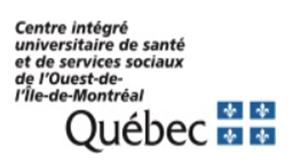 Centre intégré
universitaire de santé
et de services sociaux
de l'Ouest-de-
l'Île-de-Montréal
Québec